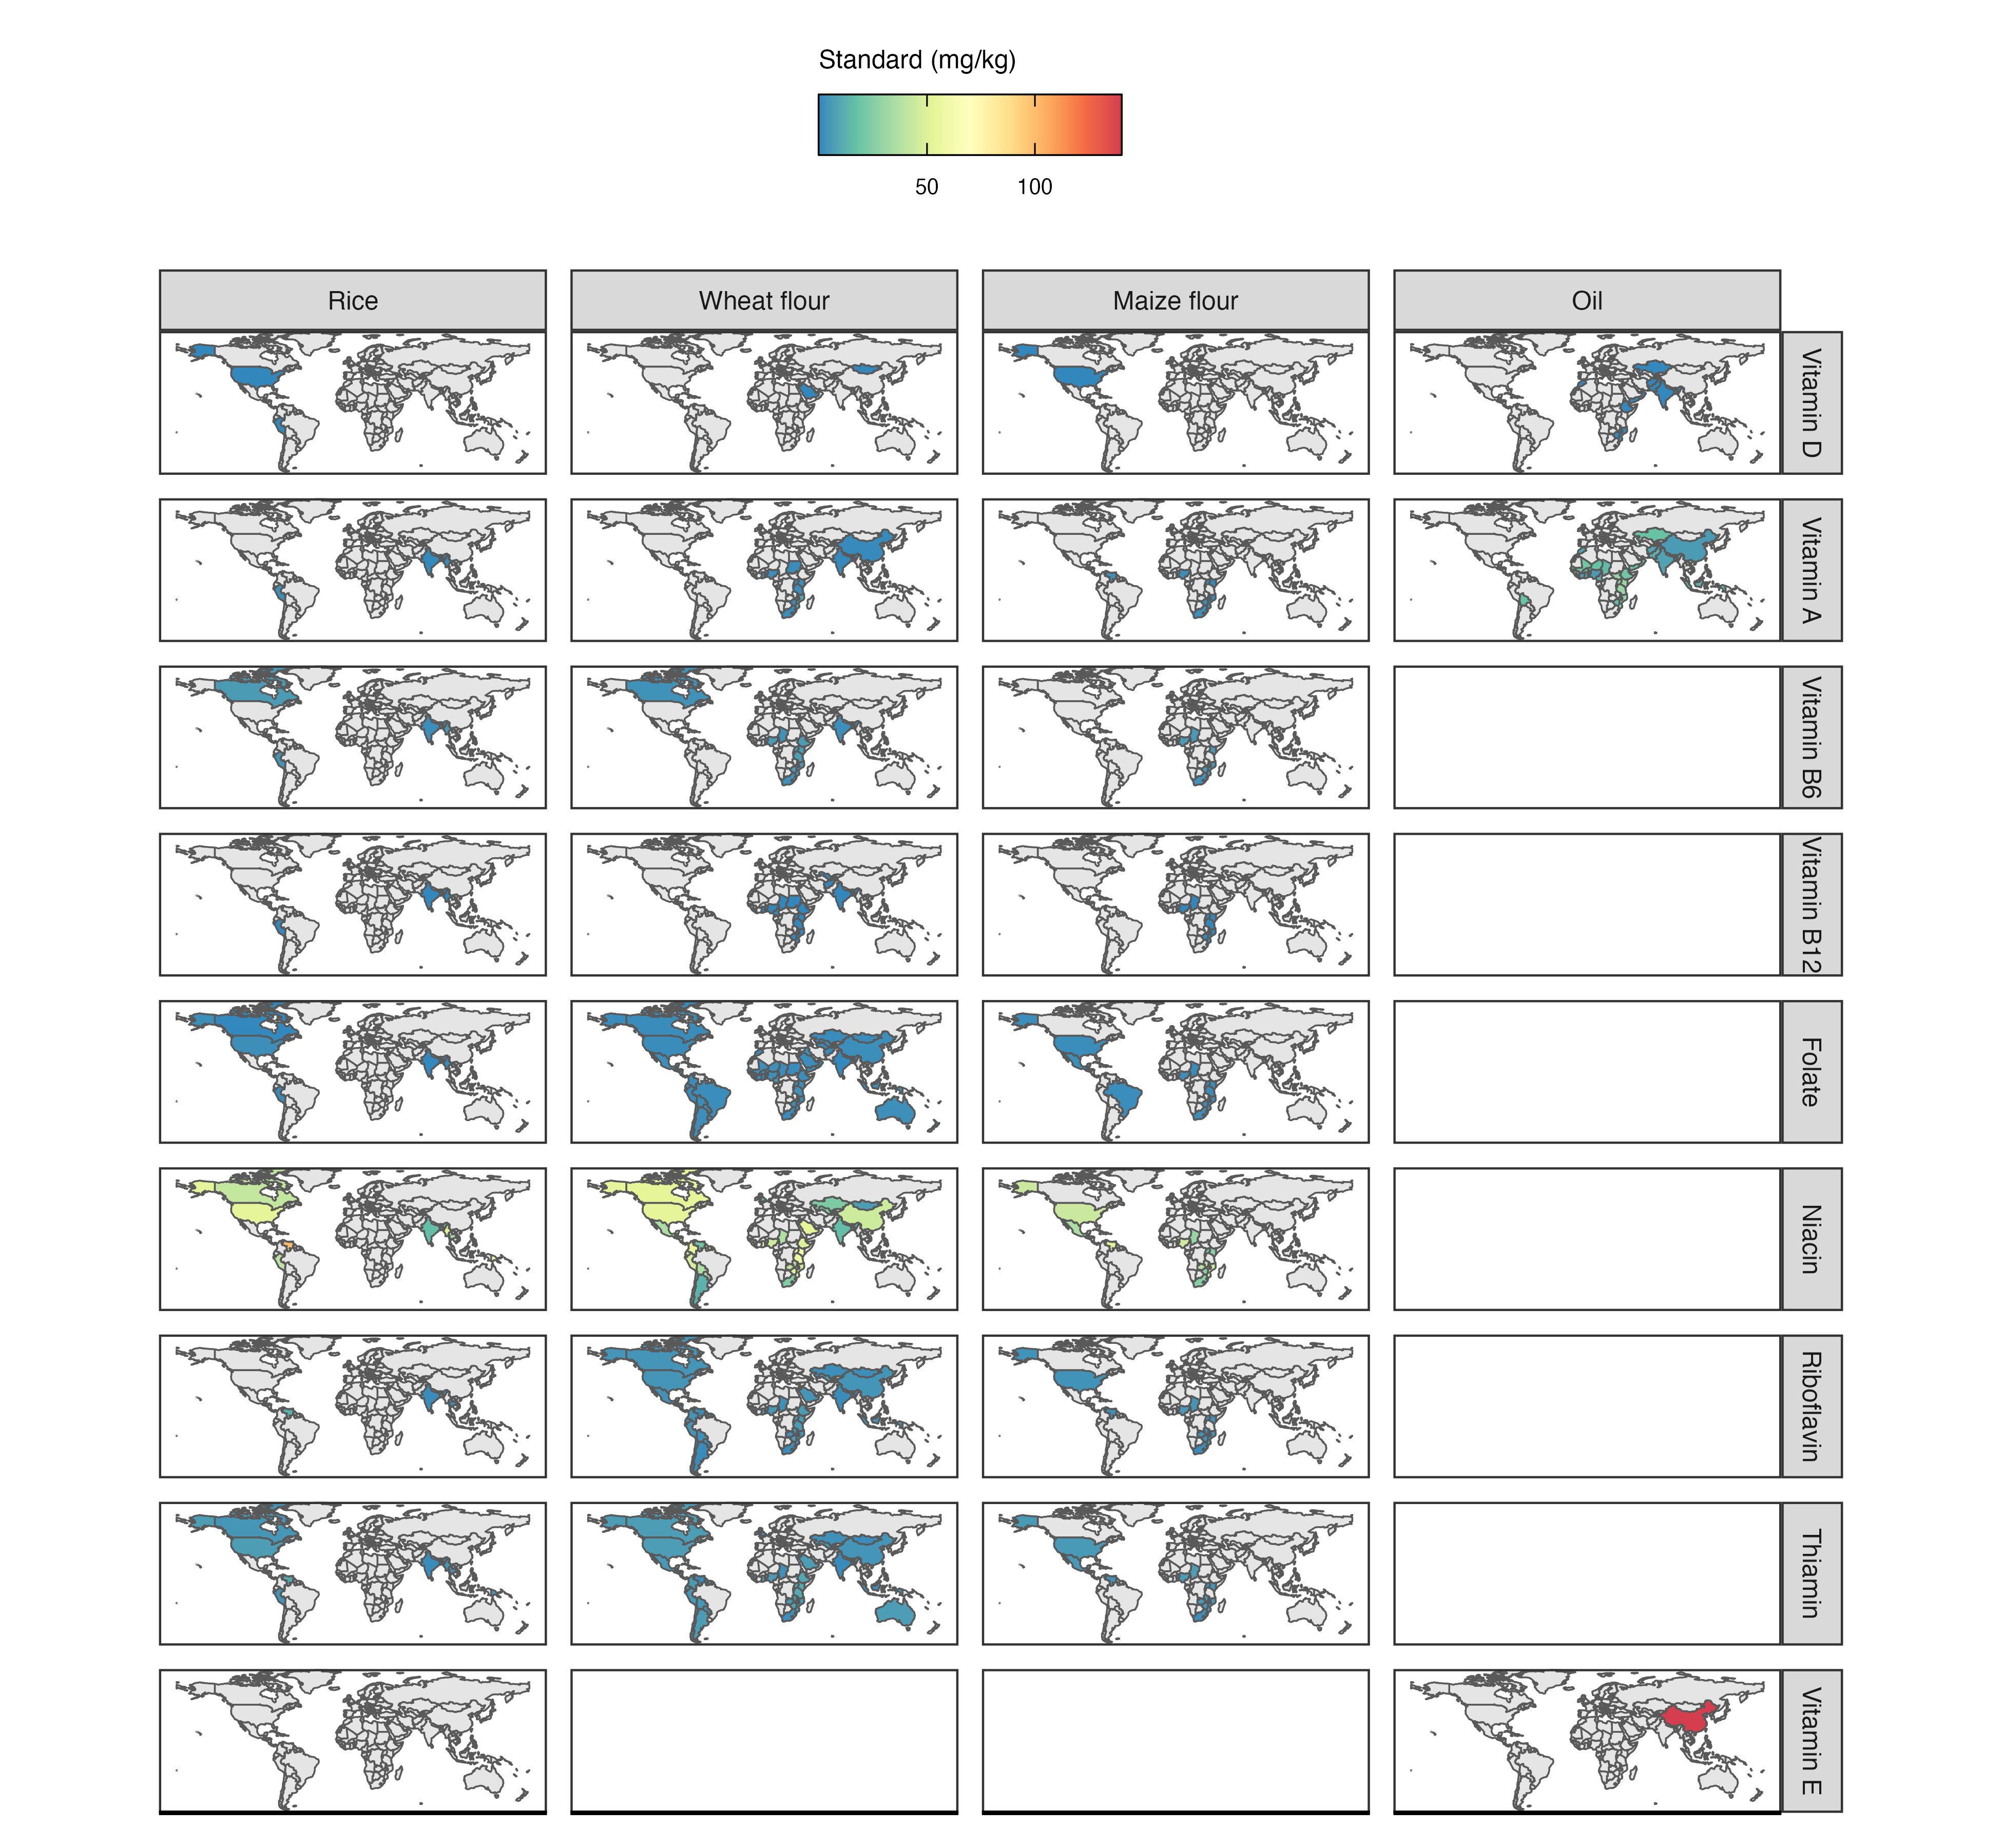 Standard (mg/kg)
50 100
Rice Wheat flour Maize flour Oil
Vitamin D
Vitamin A
Vitamin B6
Vitamin B12
Folate
Niacin
Riboflavin
Thiamin
Vitamin E